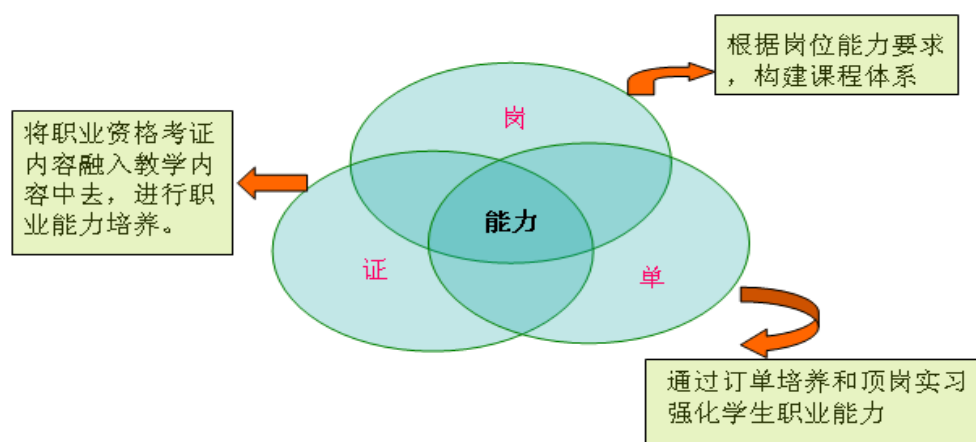 根据岗位能力要求
，构建课程体系
岗
将职业资格考证
内容融入教学内
容中去，进行职
业能力培养。
能力
证
单
通过订单培养和顶岗实习
强化学生职业能力